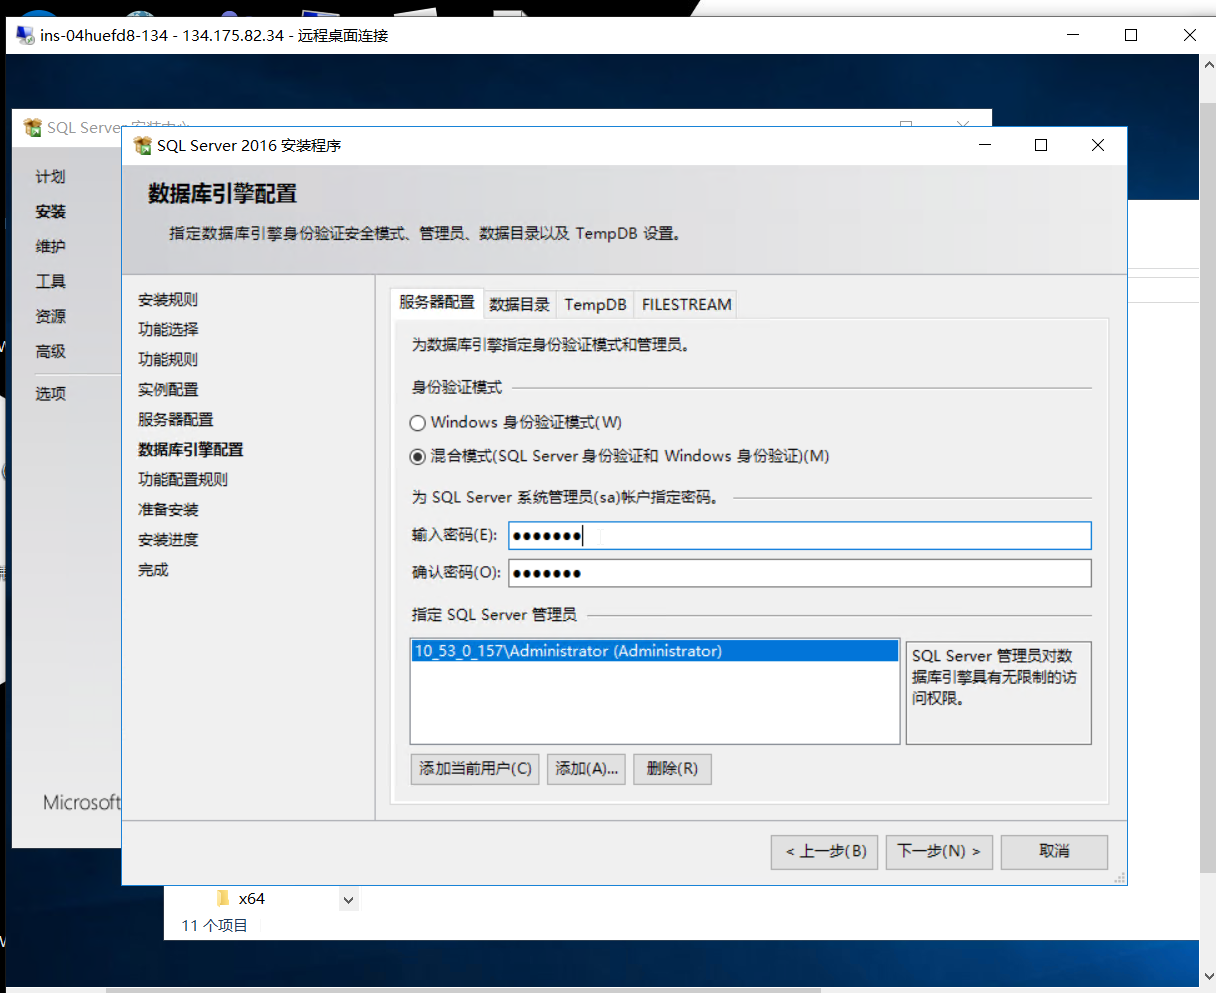 ins-04huefd8-134 - 134.175.82.34 - 远程桌面连接
SQL Server 安装中心
SQL Server 2016 安装程序
数据库引擎配置
指定数据库引擎身份验证安全模式、管理员、数据目录以及 TempDB 设置。
计划
安装
维护
工具
资源
高级
选项
Microsoft
安装规则
功能选择
功能规则
实例配置
服务器配置
数据库引擎配置
功能配置规则
准备安装
安装进度
完成
服务器配置 数据目录 TempDB FILESTREAM
为数据库引擎指定身份验证模式和管理员。
身份验证模式
Windows 身份验证模式(W)
混合模式(SQL Server 身份验证和 Windows 身份验证)(M)
为 SQL Server 系统管理员(sa)帐户指定密码。
输入密码(E): ●●●●●●●
确认密码(O): ●●●●●●●
指定 SQL Server 管理员
10_53_0_157\Administrator (Administrator)
SQL Server 管理员对数
据库引擎具有无限制的访
问权限。
添加当前用户(C) 添加(A)... 删除(R)
< 上一步(B) 下一步(N) > 取消
x64
11 个项目